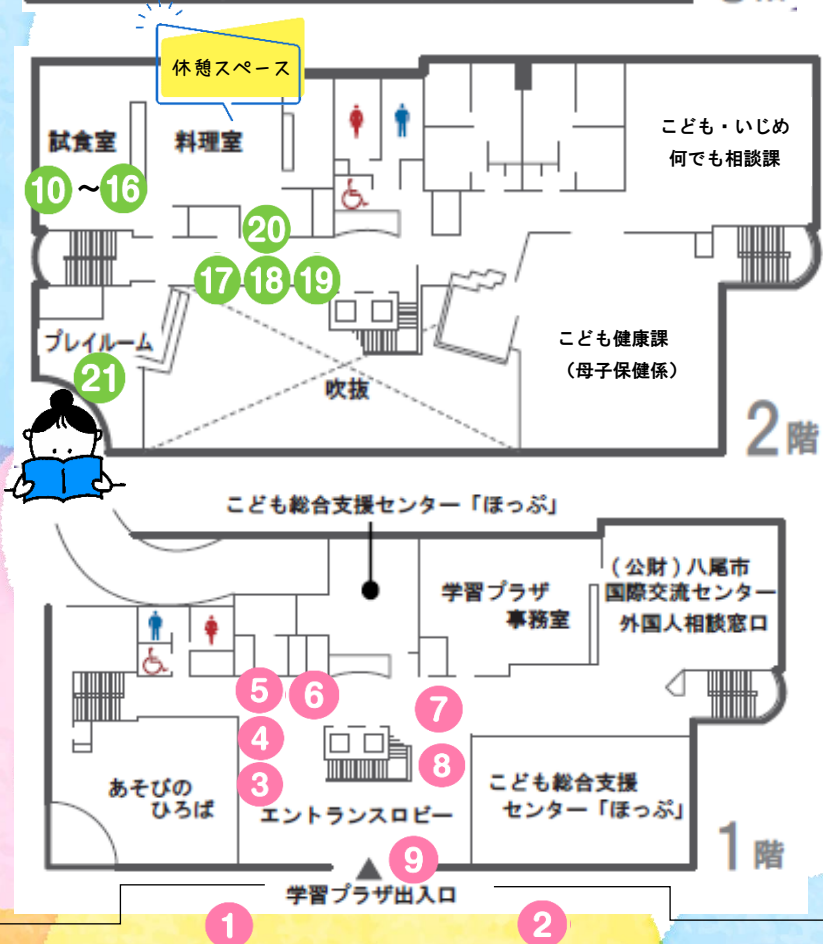 休憩スペース
試食室
料理室
こども・いじめ
何でも相談課
10 ～ 16
20
17 18 19
プレイルーム
21
吹抜
こども健康課
（母子保健係）
2階
こども総合支援センター「ほっぷ」
学習プラザ
事務室
（公財）八尾市
国際交流センター
外国人相談窓口
5 6
7
4
8
3
あそびの
ひろば
エントランスロビー
こども総合支援
センター「ほっぷ」
9
1階
学習プラザ出入口
1 2